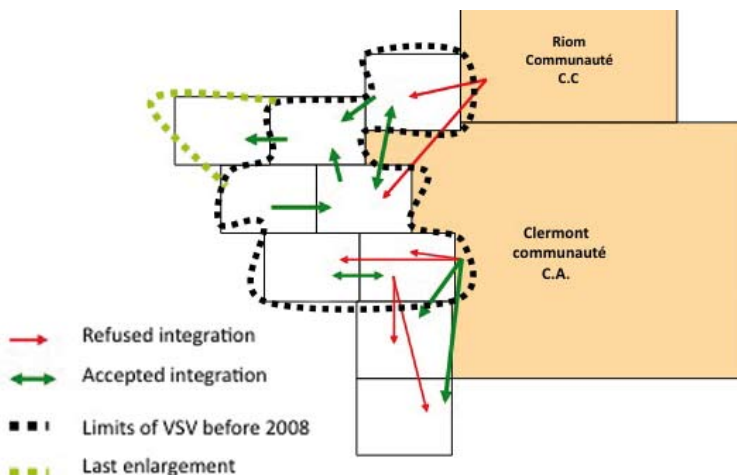 Riom
Communauté
C.C
Clermont
communauté
C.A.
Refused integration
Accepted integration
Limits of VSV before 2008
Last enlargement